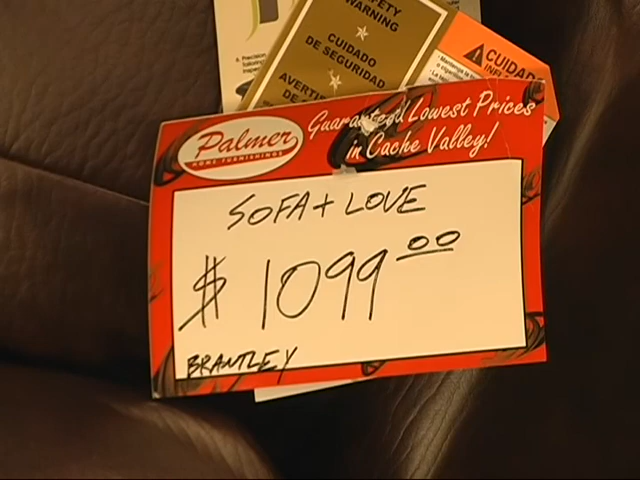 WARNING
CUIDADO
DE SEGURIDAD
CUIDADO
Palmer
HOME FURNISHINGS
Guaranteed Lowest Prices
in Cache Valley!
SOFA + LOVE
$ 1099.00
BRANTLEY